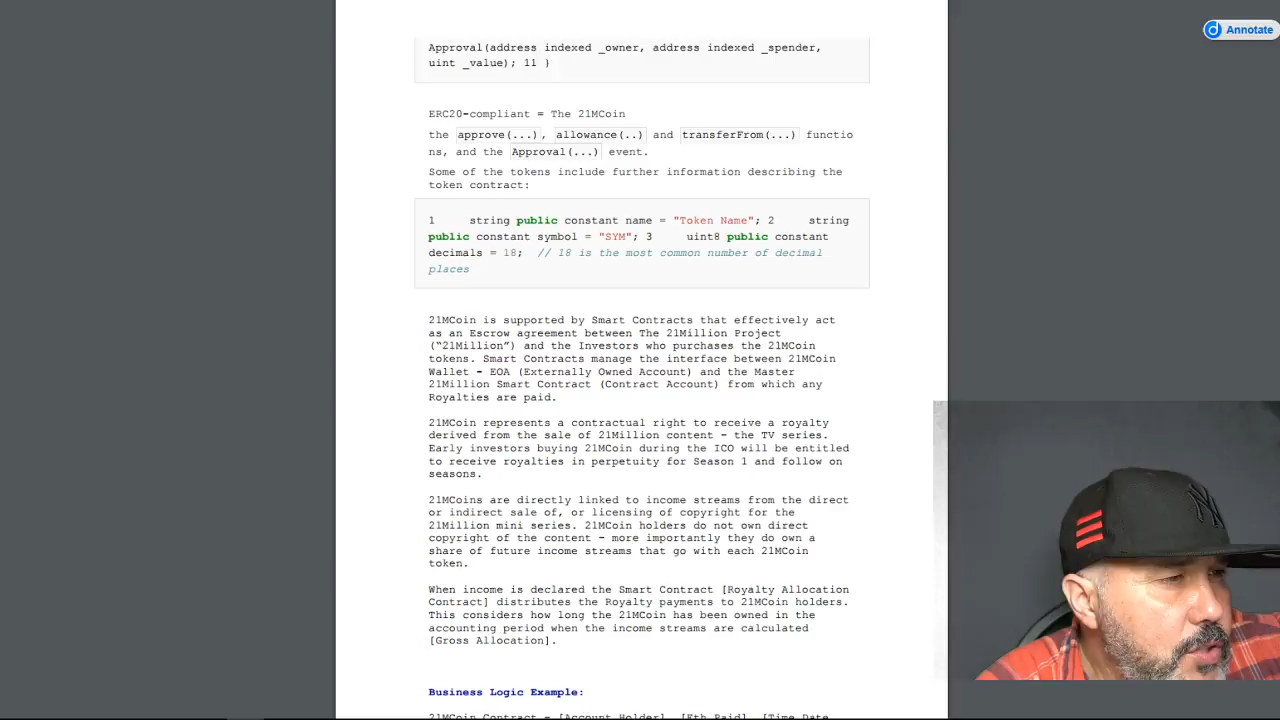 Annotate
Approval(address indexed _owner, address indexed _spender,
uint _value); 11 }
ERC20-compliant = The 21MCoin
the approve(...), allowance(..) and transferFrom(...) functio
ns, and the Approval(...) event.
Some of the tokens include further information describing the
token contract:
1 string public constant name = "Token Name"; 2 string
public constant symbol = "SYM"; 3 uint8 public constant
decimals = 18; // 18 is the most common number of decimal
places
21MCoin is supported by Smart Contracts that effectively act
as an Escrow agreement between The 21Million Project
(“21Million”) and the Investors who purchases the 21MCoin
tokens. Smart Contracts manage the interface between 21MCoin
Wallet - EOA (Externally Owned Account) and the Master
21Million Smart Contract (Contract Account) from which any
Royalties are paid.
21MCoin represents a contractual right to receive a royalty
derived from the sale of 21Million content - the TV series.
Early investors buying 21MCoin during the ICO will be entitled
to receive royalties in perpetuity for Season 1 and follow on
seasons.
21MCoins are directly linked to income streams from the direct
or indirect sale of, or licensing of copyright for the
21Million mini series. 21MCoin holders do not own direct
copyright of the content - more importantly they do own a
share of future income streams that go with each 21MCoin
token.
When income is declared the Smart Contract [Royalty Allocation
Contract] distributes the Royalty payments to 21MCoin holders.
This considers how long the 21MCoin has been owned in the
accounting period when the income streams are calculated
[Gross Allocation].
Business Logic Example:
21MCoin Contract - [Account Holder], [Eth Paid], [Time Date
NY